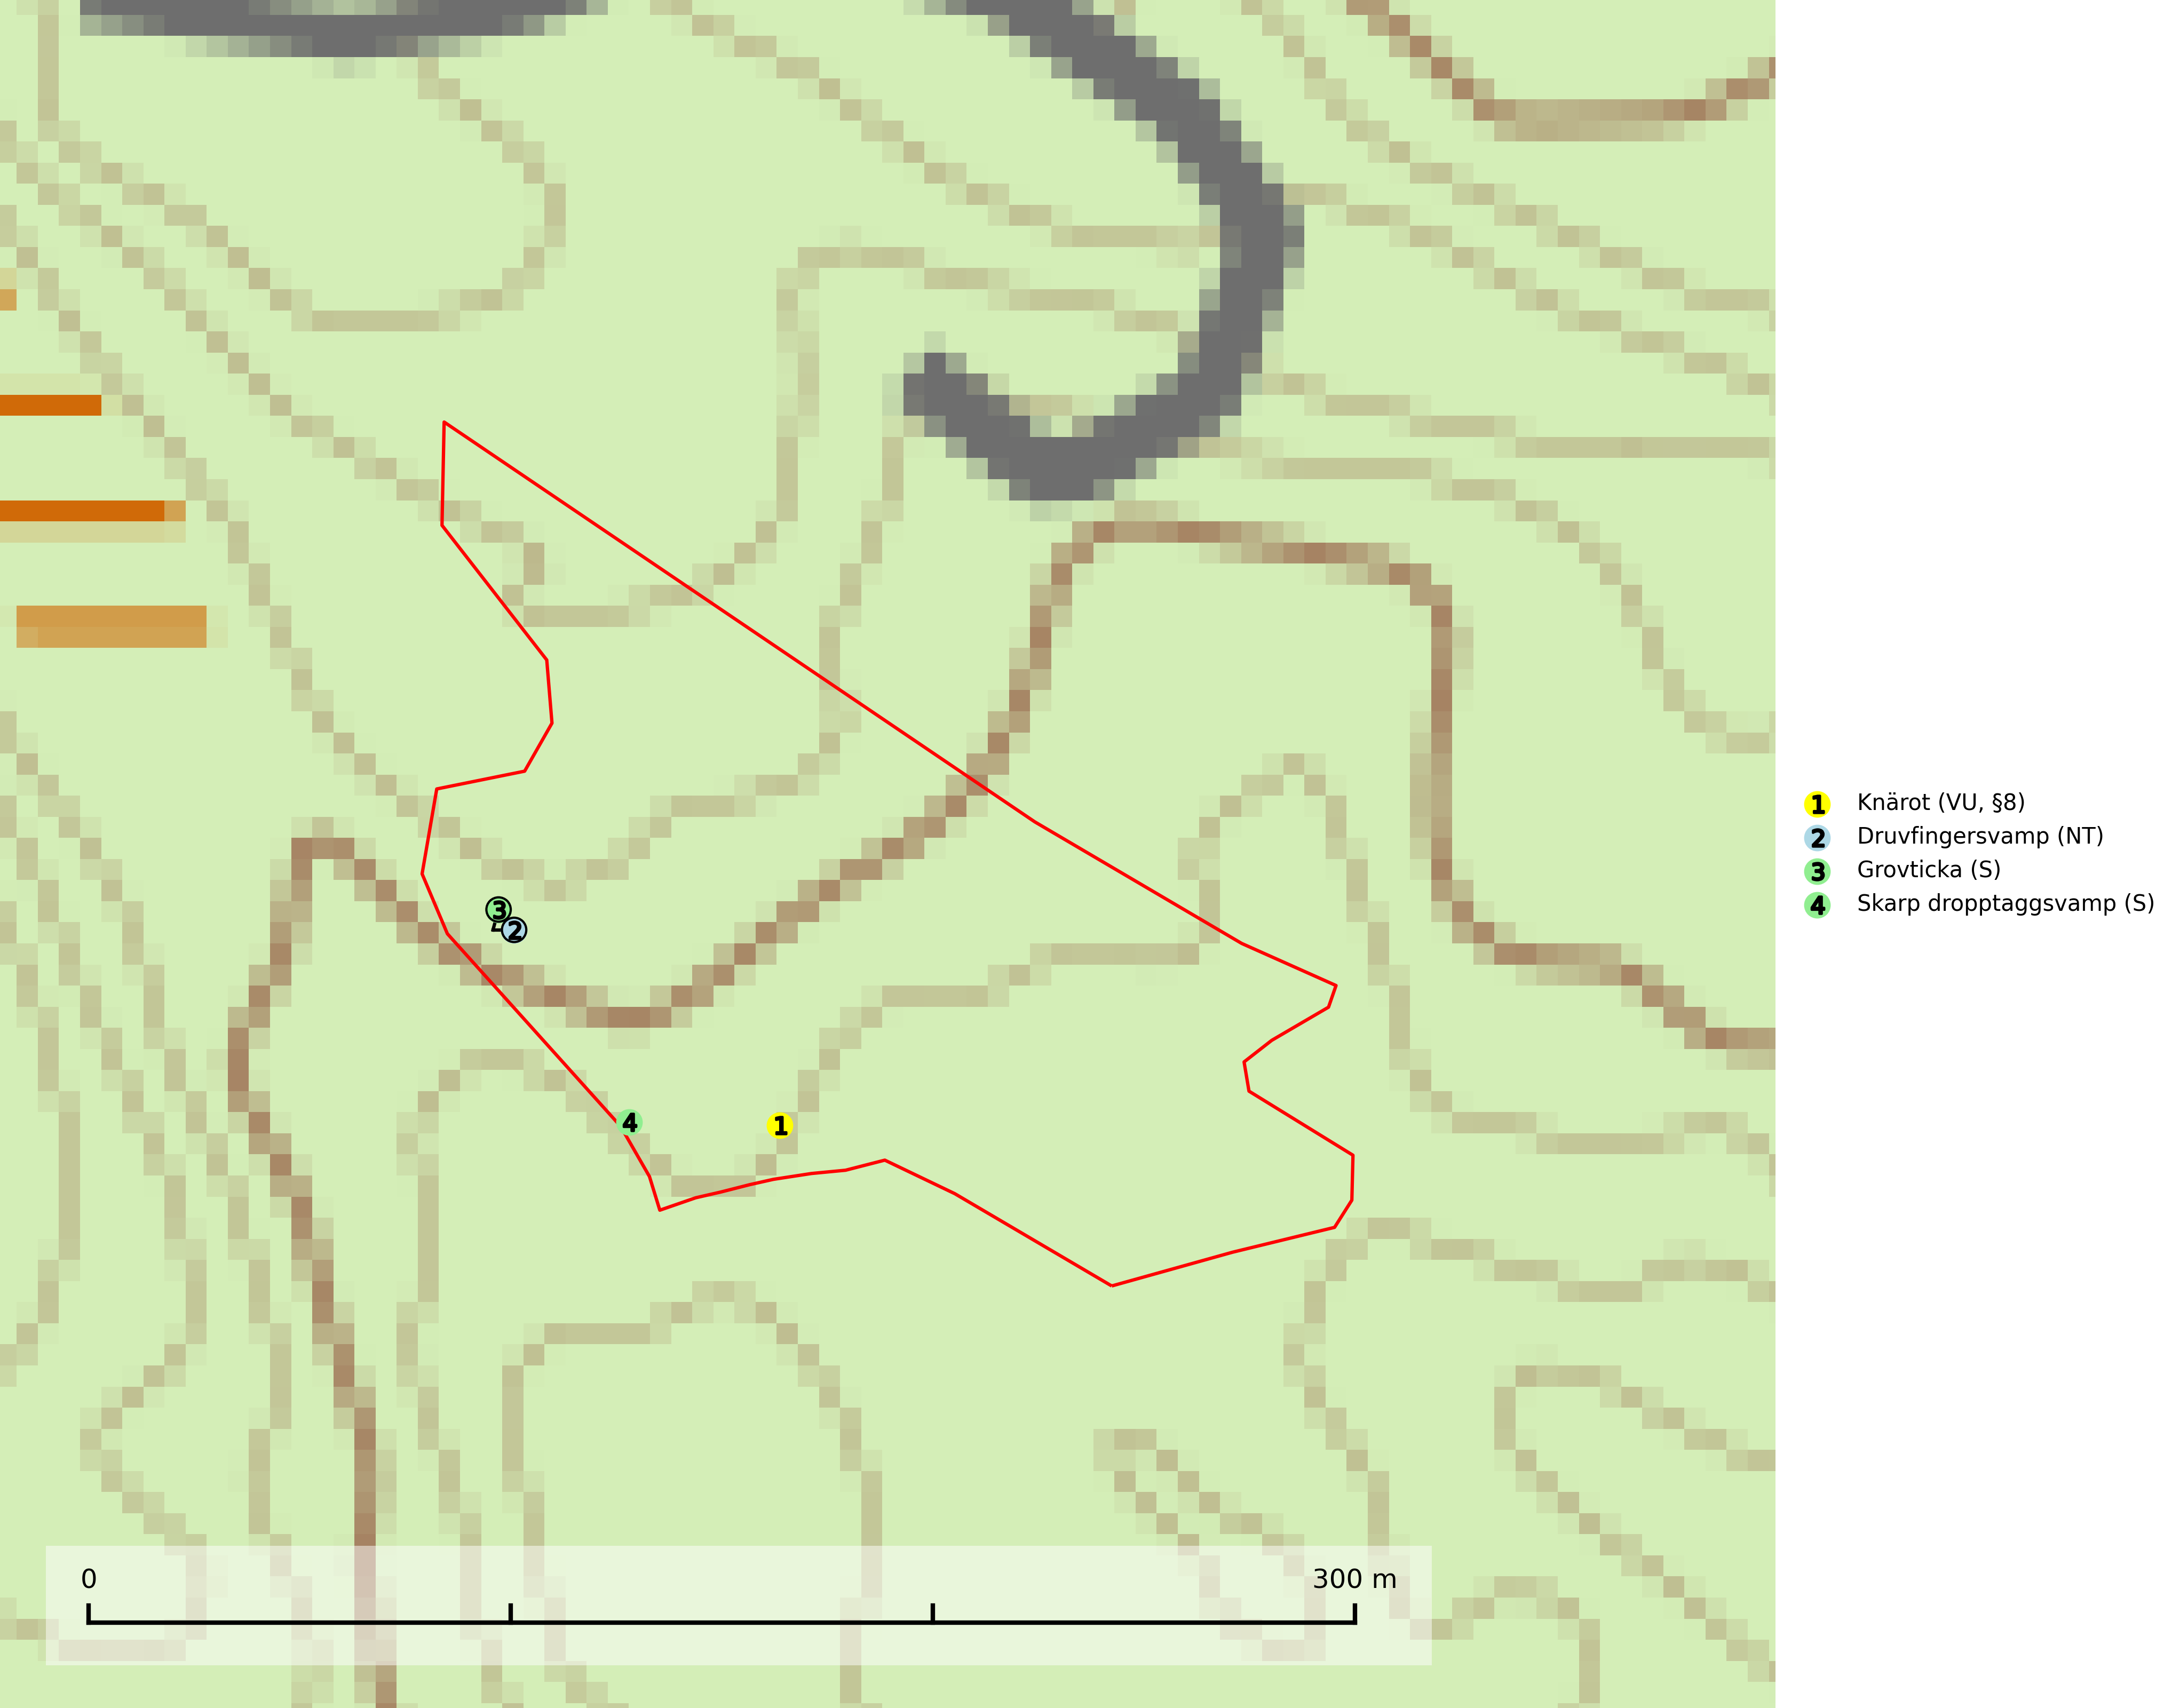 3
2
4
1
1 Knärot (VU, §8)
2 Druvfingersvamp (NT)
3 Grovticka (S)
4 Skarp dropptaggsvamp (S)
0 300 m